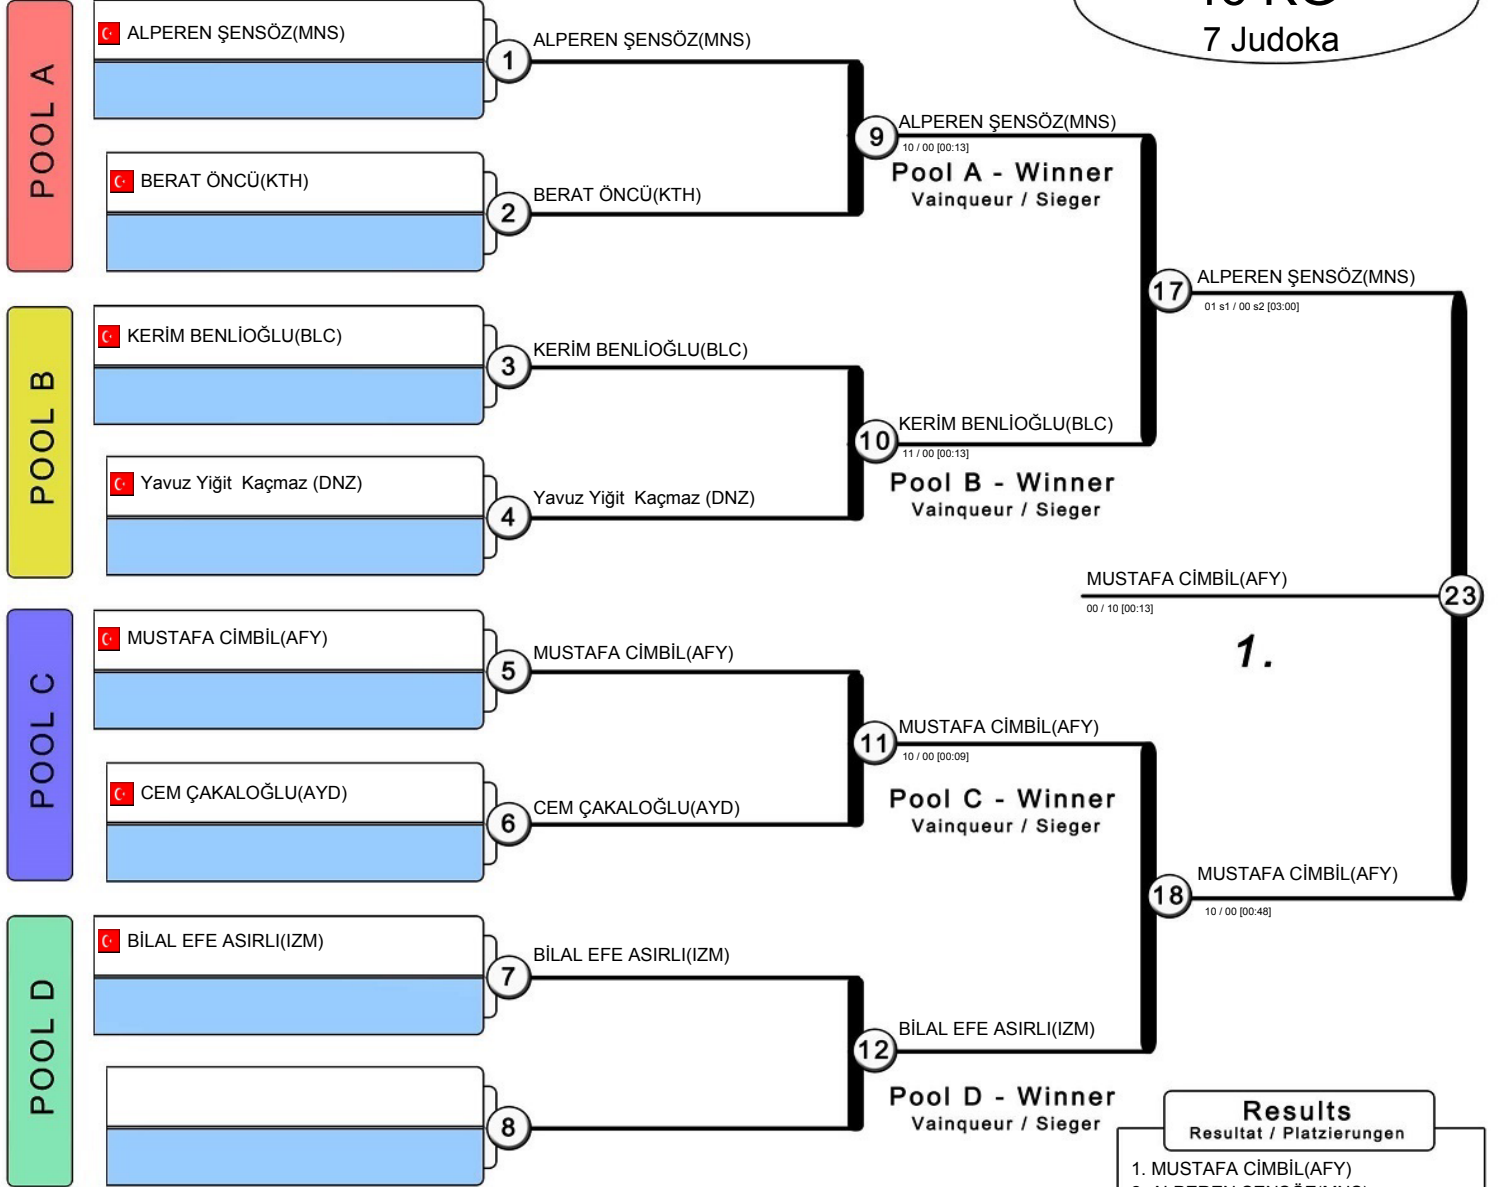 7 Judoka
POOL A
ALPEREN ŞENSÖZ(MNS)
1
ALPEREN ŞENSÖZ(MNS)
BERAT ÖNCÜ(KTH)
2
BERAT ÖNCÜ(KTH)
9
ALPEREN ŞENSÖZ(MNS)
10 / 00 [00:13]
Pool A - Winner
Vainqueur / Sieger
POOL B
KERİM BENLİOĞLU(BLC)
3
KERİM BENLİOĞLU(BLC)
Yavuz Yiğit Kaçmaz (DNZ)
4
Yavuz Yiğit Kaçmaz (DNZ)
10
KERİM BENLİOĞLU(BLC)
11 / 00 [00:13]
Pool B - Winner
Vainqueur / Sieger
17
ALPEREN ŞENSÖZ(MNS)
01 s1 / 00 s2 [03:00]
POOL C
MUSTAFA CİMBİL(AFY)
5
MUSTAFA CİMBİL(AFY)
CEM ÇAKALOĞLU(AYD)
6
CEM ÇAKALOĞLU(AYD)
11
MUSTAFA CİMBİL(AFY)
10 / 00 [00:09]
Pool C - Winner
Vainqueur / Sieger
POOL D
BİLAL EFE ASIRLI(IZM)
7
BİLAL EFE ASIRLI(IZM)
8
12
BİLAL EFE ASIRLI(IZM)
Pool D - Winner
Vainqueur / Sieger
18
MUSTAFA CİMBİL(AFY)
10 / 00 [00:48]
23
MUSTAFA CİMBİL(AFY)
00 / 10 [00:13]
1.
Results
Resultat / Platzierungen
1. MUSTAFA CİMBİL(AFY)